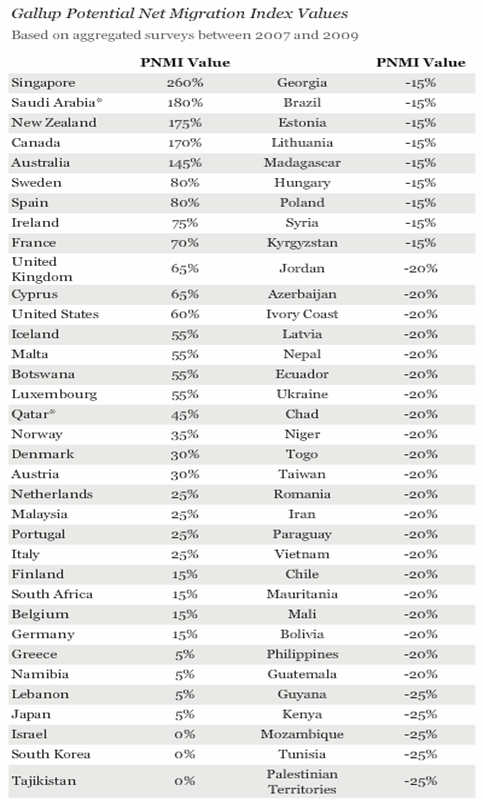 Gallup Potential Net Migration Index Values
Based on aggregated surveys between 2007 and 2009
PNMI Value PNMI Value
Singapore 260% Georgia -15%
Saudi Arabia* 180% Brazil -15%
New Zealand 175% Estonia -15%
Canada 170% Lithuania -15%
Australia 145% Madagascar -15%
Sweden 80% Hungary -15%
Spain 80% Poland -15%
Ireland 75% Syria -15%
France 70% Kyrgyzstan -15%
United
Kingdom 65% Jordan -20%
Cyprus 65% Azerbaijan -20%
United States 60% Ivory Coast -20%
Iceland 55% Latvia -20%
Malta 55% Nepal -20%
Botswana 55% Ecuador -20%
Luxembourg 55% Ukraine -20%
Qatar* 45% Chad -20%
Norway 35% Niger -20%
Denmark 30% Togo -20%
Austria 30% Taiwan -20%
Netherlands 25% Romania -20%
Malaysia 25% Iran -20%
Portugal 25% Paraguay -20%
Italy 25% Vietnam -20%
Finland 15% Chile -20%
South Africa 15% Mauritania -20%
Belgium 15% Mali -20%
Germany 15% Bolivia -20%
Greece 5% Philippines -20%
Namibia 5% Guatemala -20%
Lebanon 5% Guyana -25%
Japan 5% Kenya -25%
Israel 0% Mozambique -25%
South Korea 0% Tunisia -25%
Tajikistan 0% Palestinian -25%
Territories